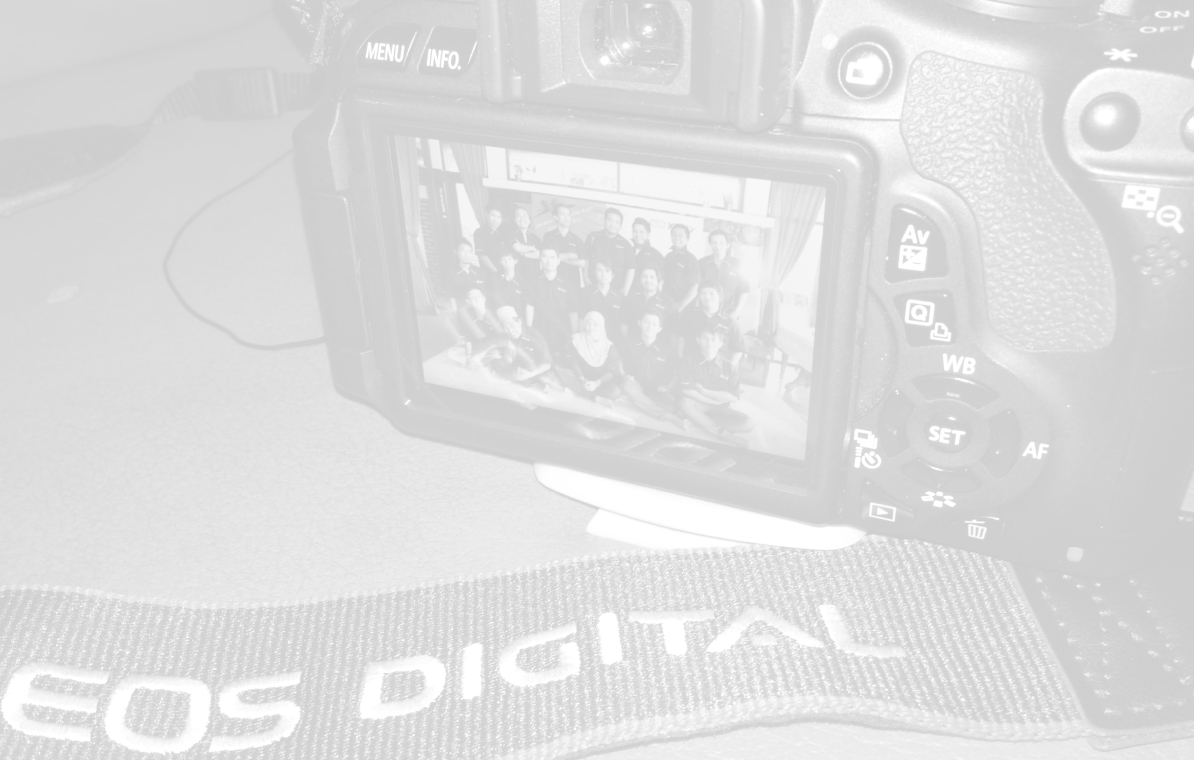 MENU
INFO.
ON
OFF
Av
Q
WB
SET
AF
EOS DIGITAL